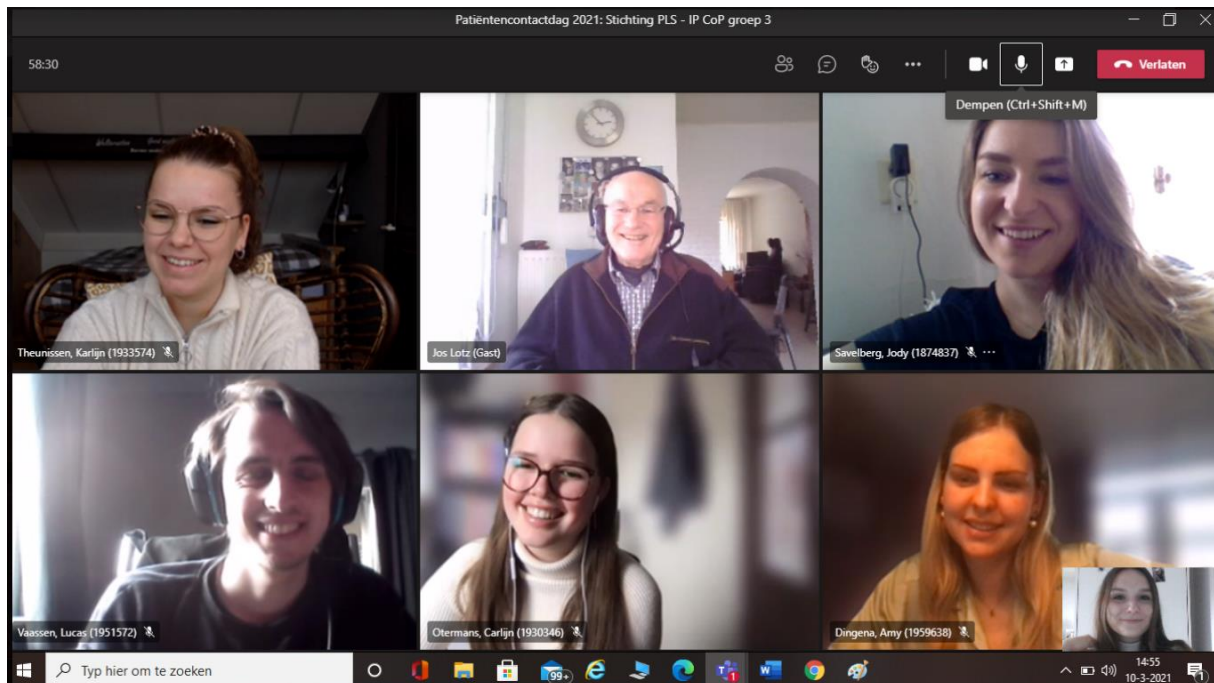 Patiëntencontactdag 2021: Stichting PLS - IP CoP groep 3
58:30
Verlaten
Dempen (Ctrl+Shift+M)
Theunissen, Karlijn (1933574)
Jos Lotz (Gast)
Savelberg, Jody (1874837)
Vaassen, Lucas (1951572)
Otermans, Carlijn (1930346)
Dingena, Amy (1959638)
Typ hier om te zoeken
99+
1
14:55
10-3-2021
1